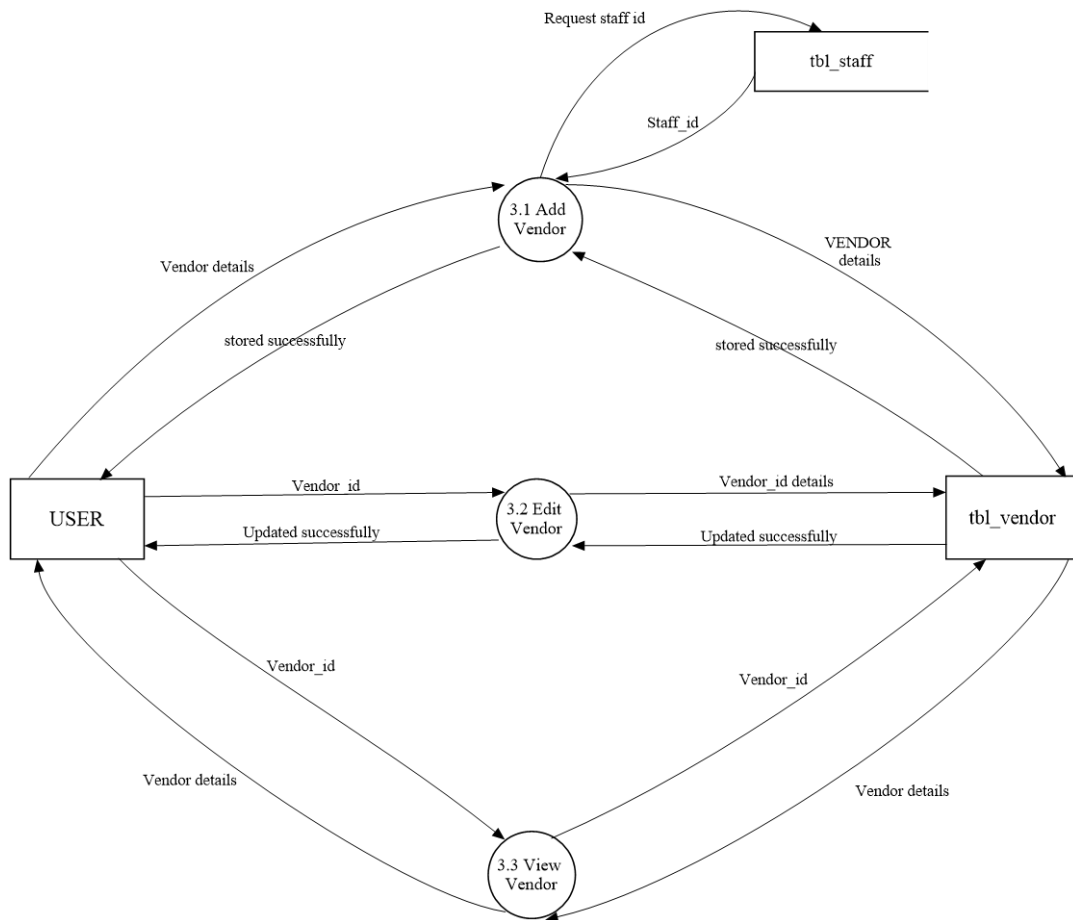 Request staff id
tbl_staff
Staff_id
3.1 Add
Vendor
VENDOR
details
Vendor details
stored successfully
stored successfully
USER
Vendor_id
3.2 Edit
Vendor
Vendor_id details
tbl_vendor
Updated successfully
Updated successfully
Vendor_id
Vendor_id
Vendor details
Vendor details
3.3 View
Vendor